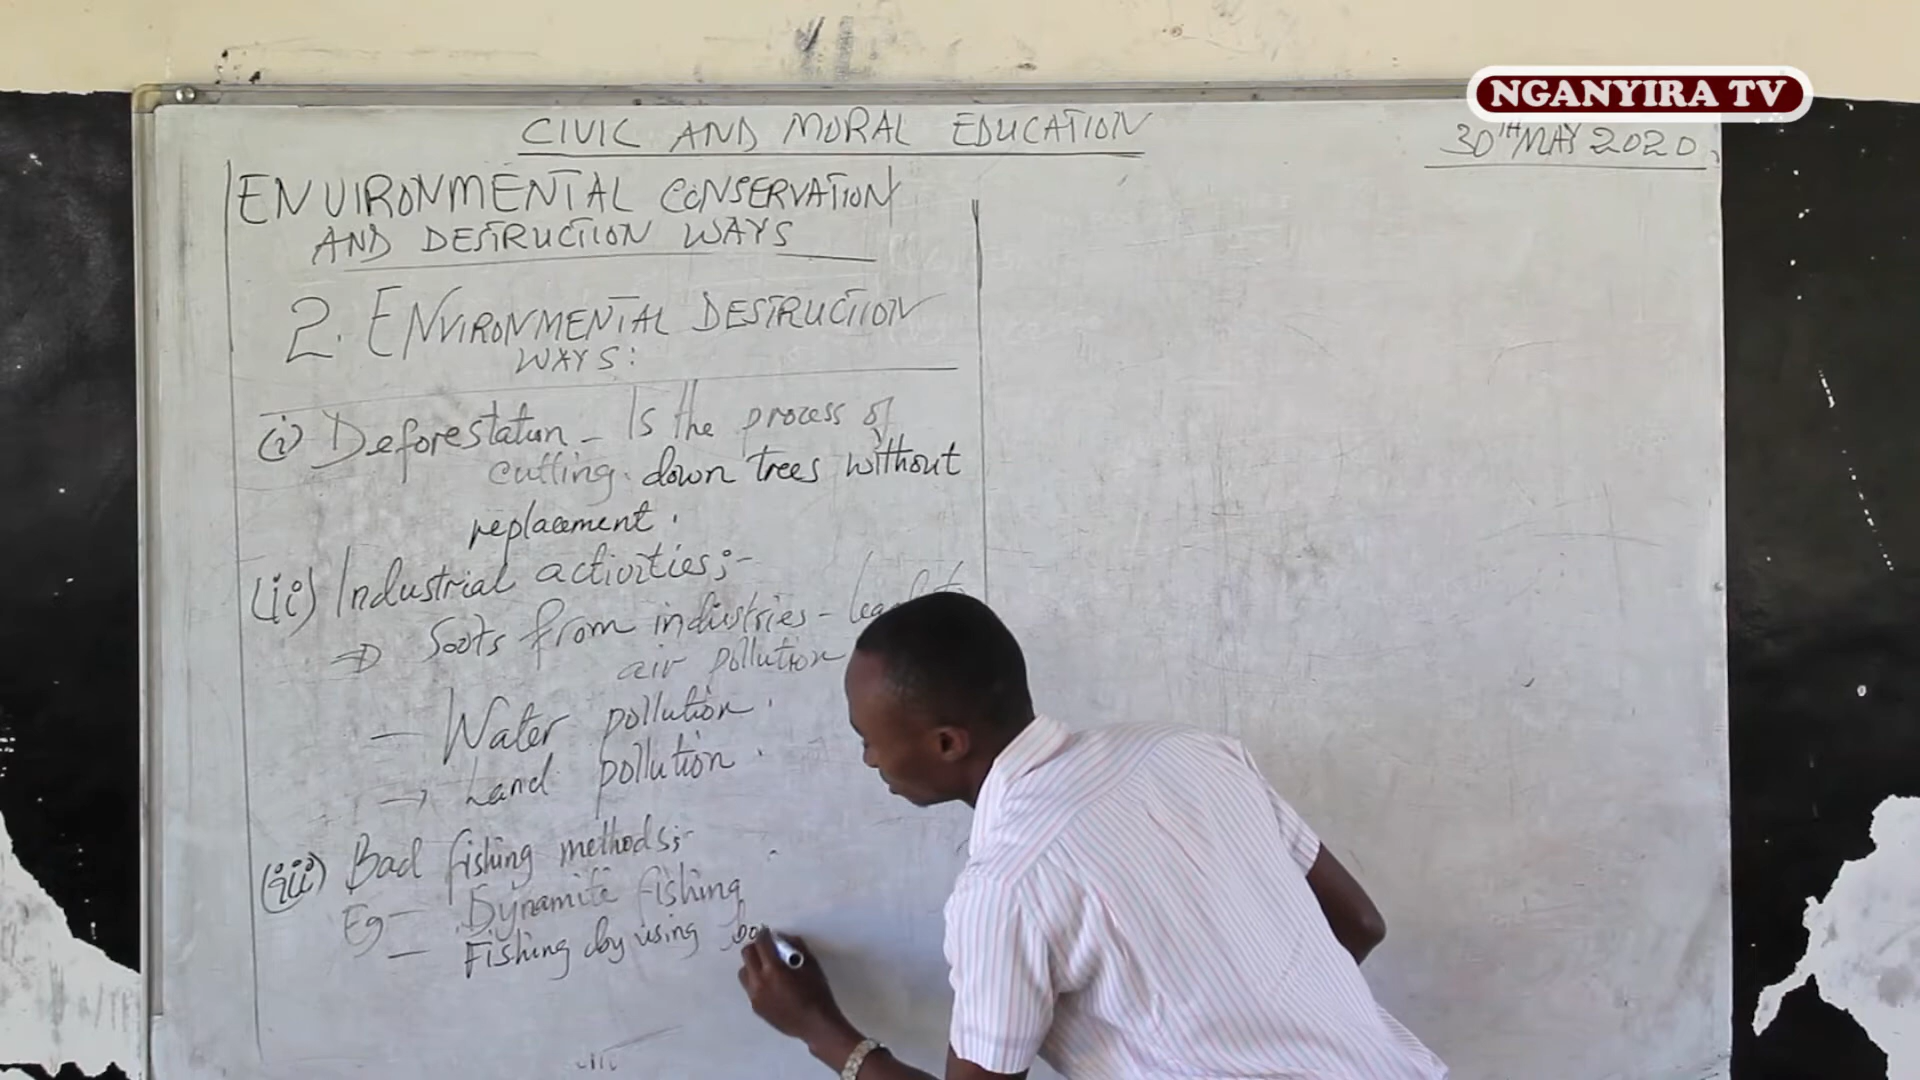 NGANYIRA TV
CIVIC AND MORAL EDUCATION
30TH MAY 2020
ENVIRONMENTAL CONSERVATION
AND DESTRUCTION WAYS
2. ENVIRONMENTAL DESTRUCTION
WAYS:
(i) Deforestation - Is the process of
cutting down trees without
replacement.
(ii) Industrial activities;-
⇒ Soots from industries - lead to
air pollution
- Water pollution.
→ Land pollution.
(iii) Bad fishing methods;-
Eg - Dynamite fishing
- Fishing by using